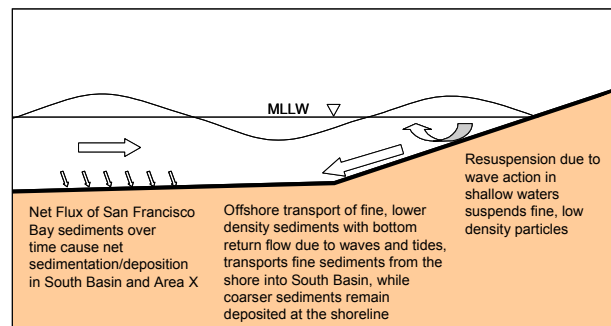 MLLW
Net Flux of San Francisco
Bay sediments over
time cause net
sedimentation/deposition
in South Basin and Area X
Offshore transport of fine, lower
density sediments with bottom
return flow due to waves and tides,
transports fine sediments from the
shore into South Basin, while
coarser sediments remain
deposited at the shoreline
Resuspension due to
wave action in
shallow waters
suspends fine, low
density particles